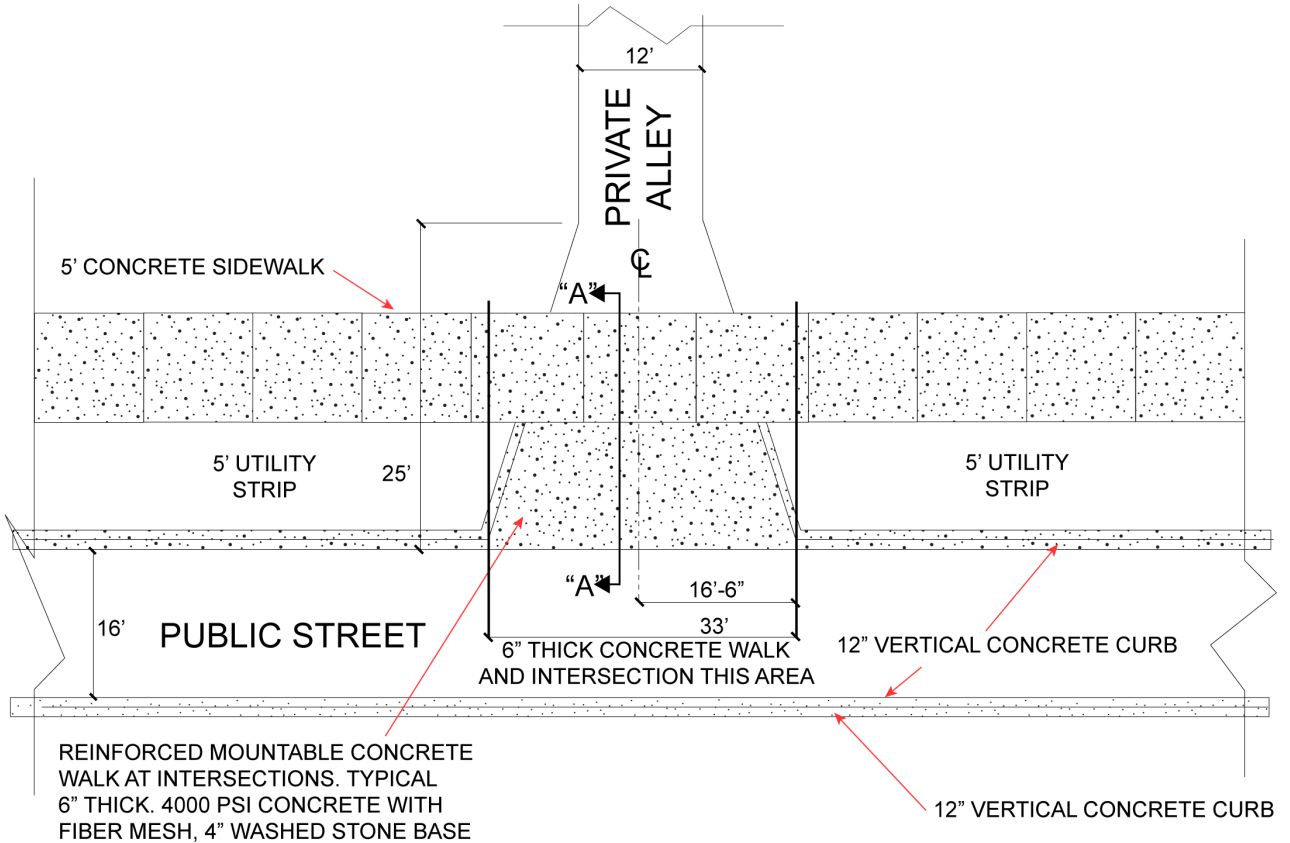 12’
PRIVATE
ALLEY
℄
5’ CONCRETE SIDEWALK
“A”
5’ UTILITY
STRIP
25’
5’ UTILITY
STRIP
“A”
16’-6”
16’
PUBLIC STREET
33’
6” THICK CONCRETE WALK
AND INTERSECTION THIS AREA
12” VERTICAL CONCRETE CURB
REINFORCED MOUNTABLE CONCRETE
WALK AT INTERSECTIONS. TYPICAL
6” THICK. 4000 PSI CONCRETE WITH
FIBER MESH, 4” WASHED STONE BASE
12” VERTICAL CONCRETE CURB